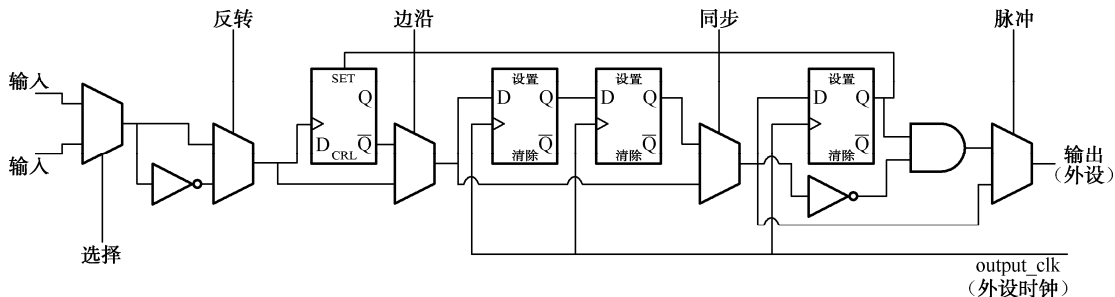 反转
边沿
同步
脉冲
输入
输入
选择
SET
Q
D
Q
CRL
设置
D
Q
Q
清除
设置
D
Q
Q
清除
设置
D
Q
Q
清除
输出
(外设)
output_clk
(外设时钟)